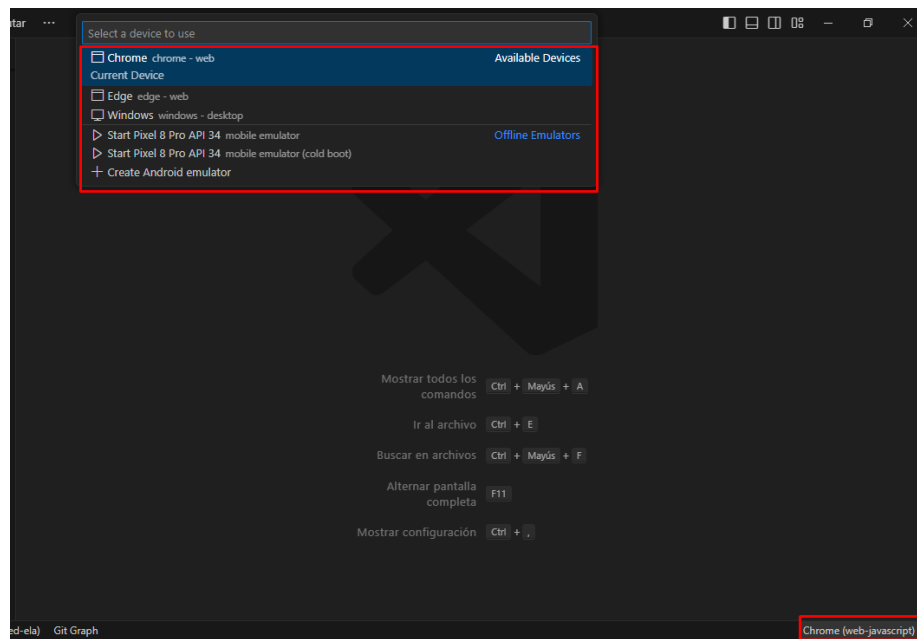 itar ···
Select a device to use
Chrome chrome - web Available Devices
Current Device
Edge edge - web
Windows windows - desktop
Start Pixel 8 Pro API 34 mobile emulator Offline Emulators
Start Pixel 8 Pro API 34 mobile emulator (cold boot)
+ Create Android emulator
Mostrar todos los
comandos Ctrl + Mayús + A
Ir al archivo Ctrl + E
Buscar en archivos Ctrl + Mayús + F
Alternar pantalla
completa F11
Mostrar configuración Ctrl + ,
ed-ela) Git Graph Chrome (web-javascript)